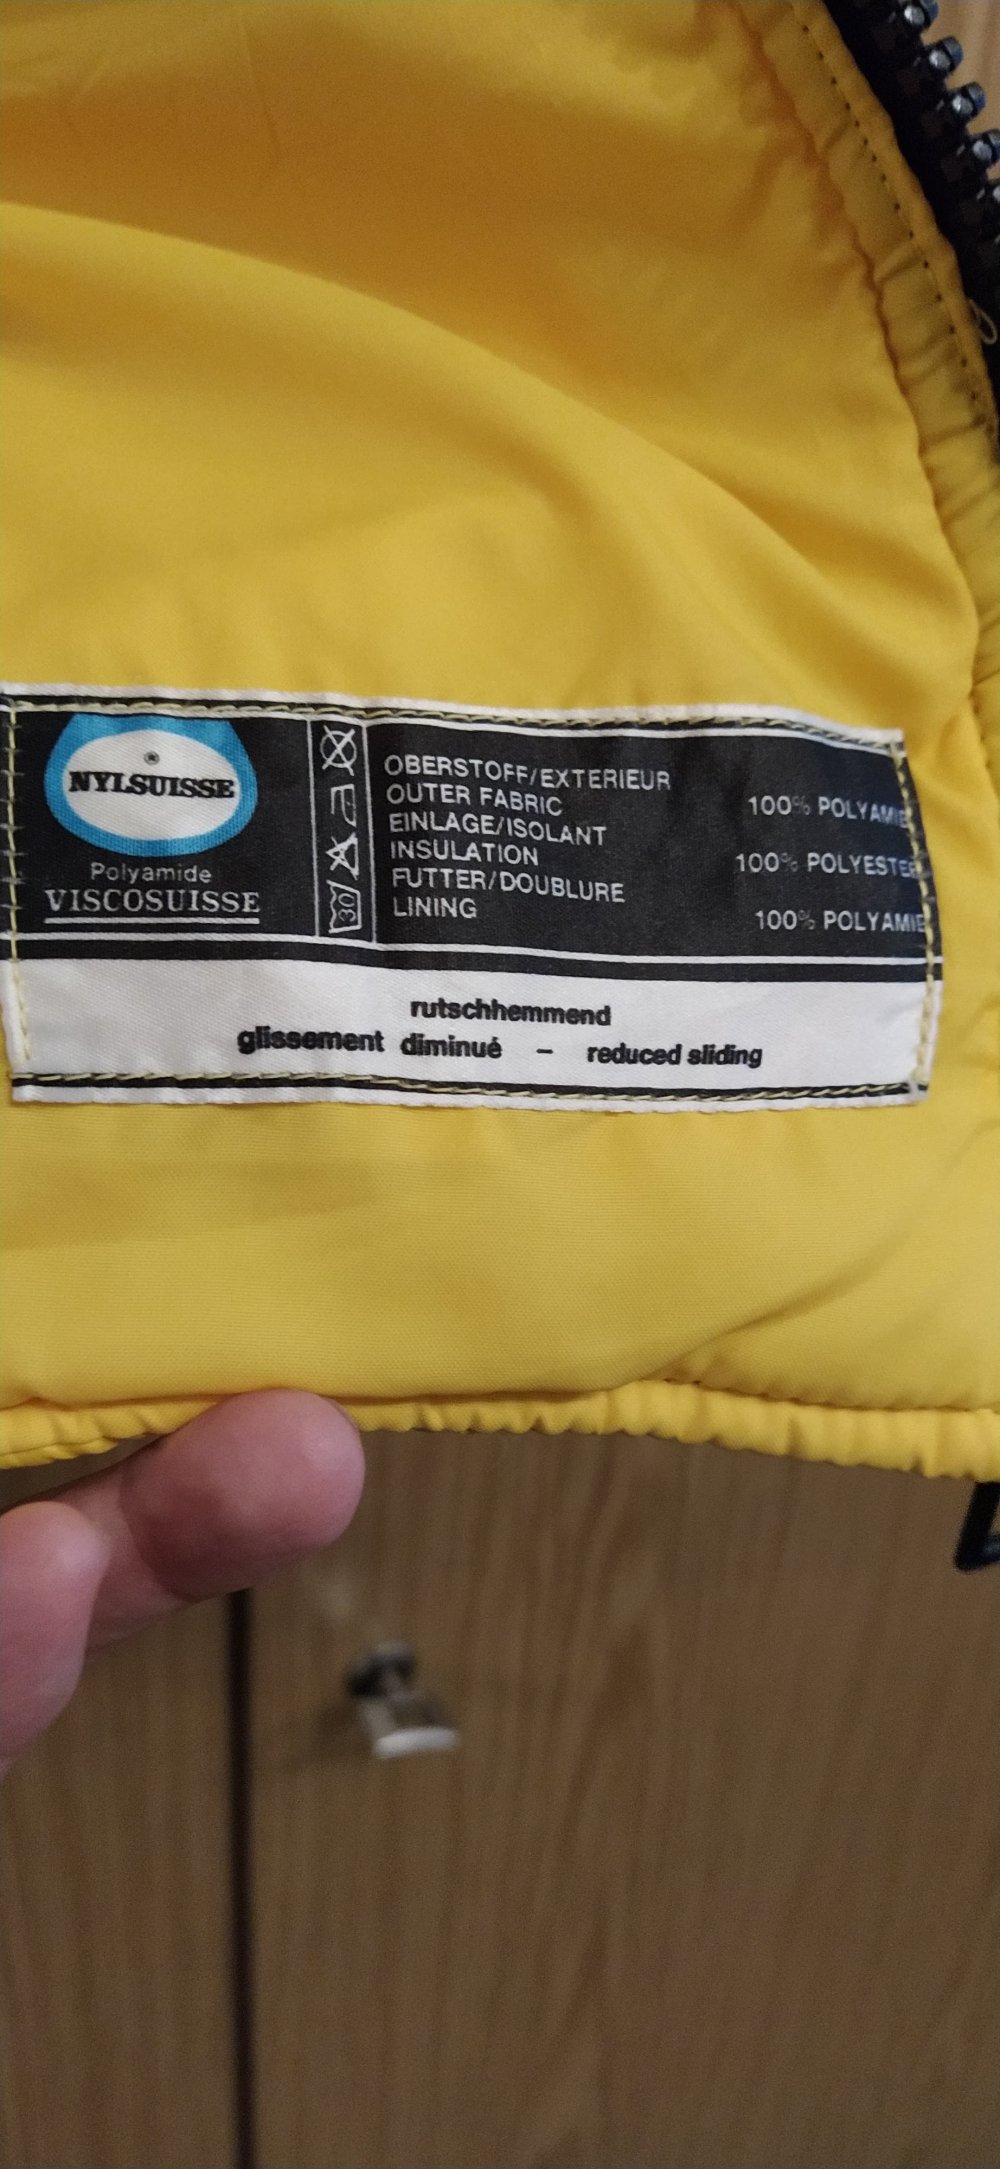 ®
NYLSUISSE
Polyamide
VISCOSUISSE
30
OBERSTOFF/EXTERIEUR
OUTER FABRIC 100% POLYAMIE
EINLAGE/ISOLANT
INSULATION 100% POLYESTER
FUTTER/DOUBLURE
LINING 100% POLYAMIE
rutschhemmend
glissement diminué – reduced sliding